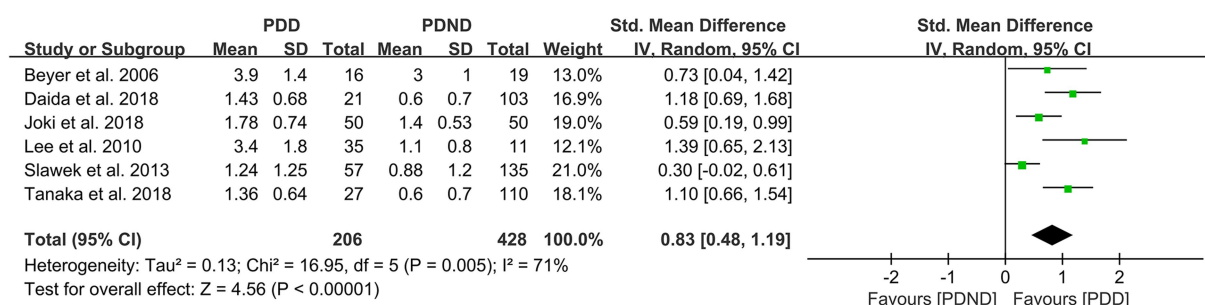 PDD PDND Std. Mean Difference Std. Mean Difference
Study or Subgroup Mean SD Total Mean SD Total Weight IV, Random, 95% CI IV, Random, 95% CI
Beyer et al. 2006 3.9 1.4 16 3 1 19 13.0% 0.73 [0.04, 1.42]
Daida et al. 2018 1.43 0.68 21 0.6 0.7 103 16.9% 1.18 [0.69, 1.68]
Joki et al. 2018 1.78 0.74 50 1.4 0.53 50 19.0% 0.59 [0.19, 0.99]
Lee et al. 2010 3.4 1.8 35 1.1 0.8 11 12.1% 1.39 [0.65, 2.13]
Slawek et al. 2013 1.24 1.25 57 0.88 1.2 135 21.0% 0.30 [-0.02, 0.61]
Tanaka et al. 2018 1.36 0.64 27 0.6 0.7 110 18.1% 1.10 [0.66, 1.54]
Total (95% CI) 206 428 100.0% 0.83 [0.48, 1.19]
Heterogeneity: Tau² = 0.13; Chi² = 16.95, df = 5 (P = 0.005); I² = 71%
Test for overall effect: Z = 4.56 (P < 0.00001)
-2 -1 0 1 2
Favours [PDND] Favours [PDD]